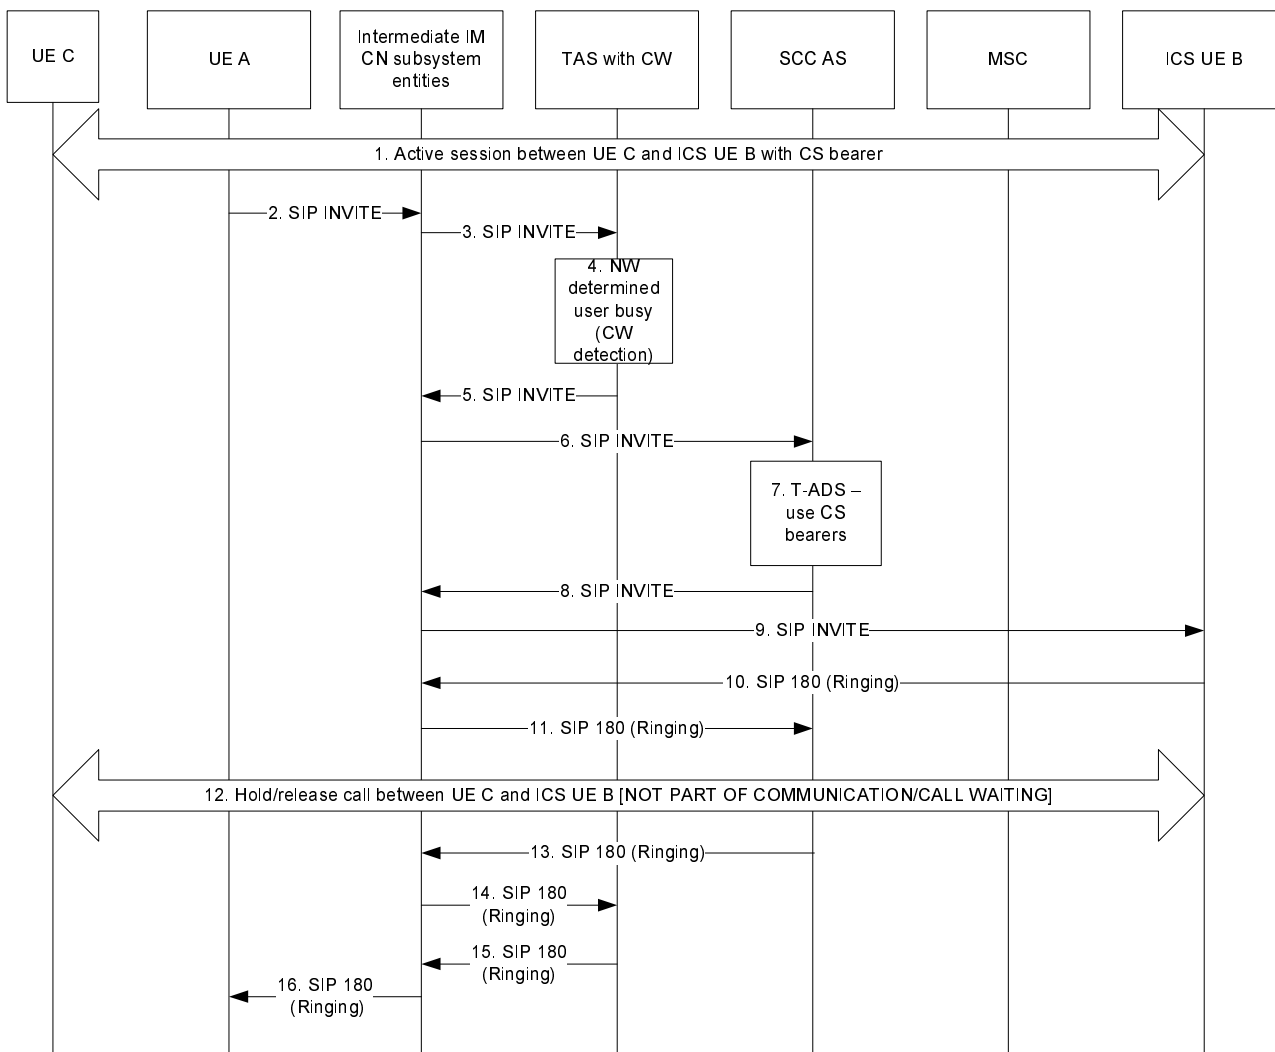 UE C
UE A
Intermediate IM
CN subsystem
entities
TAS with CW
SCC AS
MSC
ICS UE B
1. Active session between UE C and ICS UE B with CS bearer
2. SIP INVITE
3. SIP INVITE
4. NW
determined
user busy
(CW
detection)
5. SIP INVITE
6. SIP INVITE
7. T-ADS –
use CS
bearers
8. SIP INVITE
9. SIP INVITE
10. SIP 180 (Ringing)
11. SIP 180 (Ringing)
12. Hold/release call between UE C and ICS UE B [NOT PART OF COMMUNICATION/CALL WAITING]
13. SIP 180 (Ringing)
14. SIP 180
(Ringing)
15. SIP 180
(Ringing)
16. SIP 180
(Ringing)